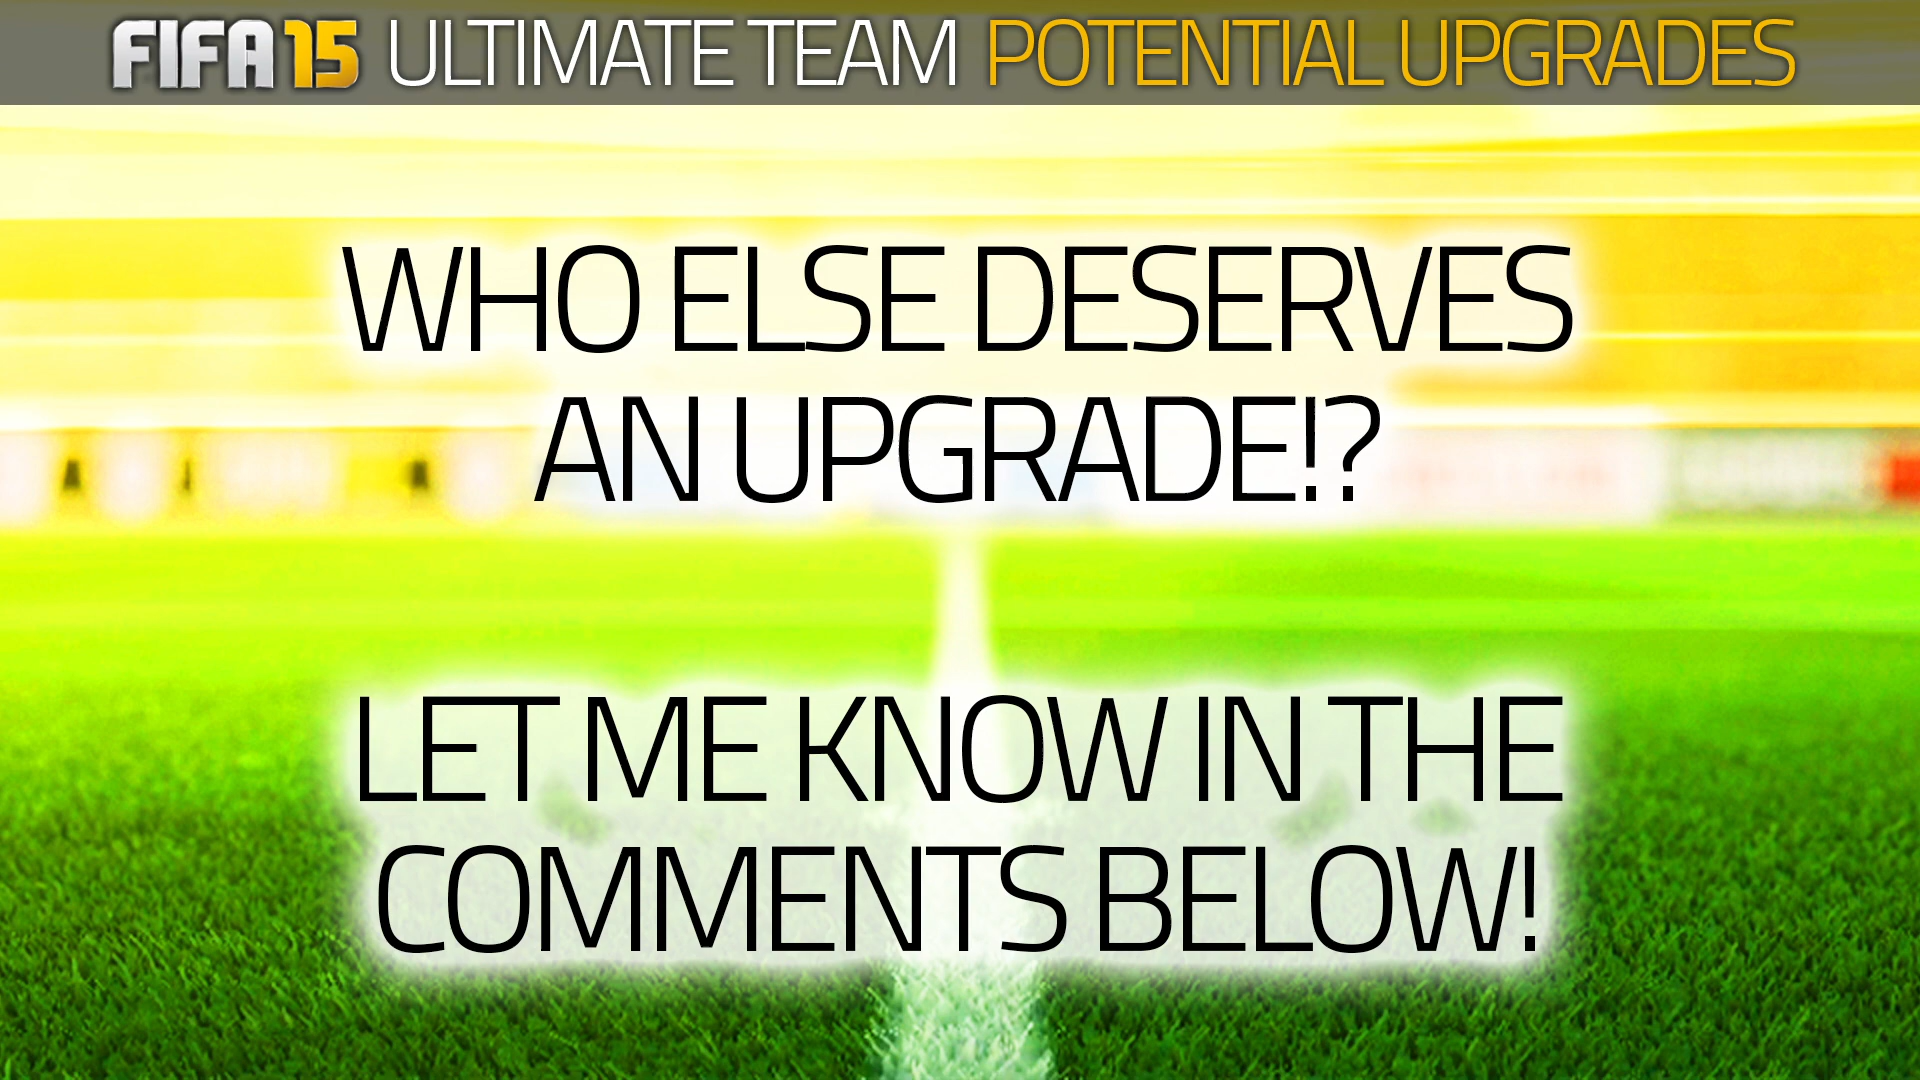 FIFA 15 ULTIMATE TEAM POTENTIAL UPGRADES
WHO ELSE DESERVES
AN UPGRADE!?
LET ME KNOW IN THE
COMMENTS BELOW!